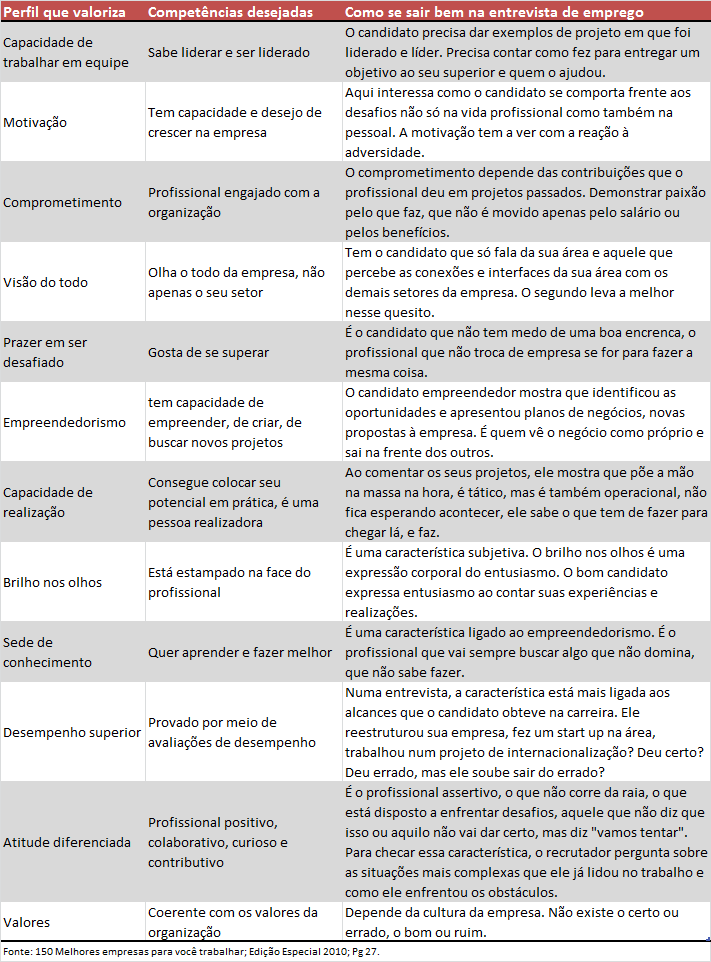 Perfil que valoriza Competências desejadas Como se sair bem na entrevista de emprego
Capacidade de
trabalhar em equipe
Sabe liderar e ser liderado
O candidato precisa dar exemplos de projeto em que foi
liderado e líder. Precisa contar como fez para entregar um
objetivo ao seu superior e quem o ajudou.
Motivação
Tem capacidade e desejo de
crescer na empresa
Aqui interessa como o candidato se comporta frente aos
desafios não só na vida profissional como também na
pessoal. A motivação tem a ver com a reação à
adversidade.
Comprometimento
Profissional engajado com a
organização
O comprometimento depende das contribuições que o
profissional deu em projetos passados. Demonstrar paixão
pelo que faz, que não é movido apenas pelo salário ou
pelos benefícios.
Visão do todo
Olha o todo da empresa, não
apenas o seu setor
Tem o candidato que só fala da sua área e aquele que
percebe as conexões e interfaces da sua área com os
demais setores da empresa. O segundo leva a melhor
nesse quesito.
Prazer em ser
desafiado
Gosta de se superar
É o candidato que não tem medo de uma boa encrenca, o
profissional que não troca de empresa se for para fazer a
mesma coisa.
Empreendedorismo
tem capacidade de
empreender, de criar, de
buscar novos projetos
O candidato empreendedor mostra que identificou as
oportunidades e apresentou planos de negócios, novas
propostas à empresa. É quem vê o negócio como próprio e
sai na frente dos outros.
Capacidade de
realização
Consegue colocar seu
potencial em prática, é uma
pessoa realizadora
Ao comentar os seus projetos, ele mostra que põe a mão
na massa na hora, é tático, mas é também operacional, não
fica esperando acontecer, ele sabe o que tem de fazer para
chegar lá, e faz.
Brilho nos olhos
Está estampado na face do
profissional
É uma característica subjetiva. O brilho nos olhos é uma
expressão corporal do entusiasmo. O bom candidato
expressa entusiasmo ao contar suas experiências e
realizações.
Sede de
conhecimento
Quer aprender e fazer melhor
É uma característica ligado ao empreendedorismo. É o
profissional que vai sempre buscar algo que não domina,
que não sabe fazer.
Desempenho superior
Provado por meio de
avaliações de desempenho
Numa entrevista, a característica está mais ligada aos
alcances que o candidato obteve na carreira. Ele
reestruturou sua empresa, fez um start up na área,
trabalhou num projeto de internacionalização? Deu certo?
Deu errado, mas ele soube sair do errado?
Atitude diferenciada
Profissional positivo,
colaborativo, curioso e
contributivo
É o profissional assertivo, o que não corre da raia, o que
está disposto a enfrentar desafios, aquele que não diz que
isso ou aquilo não vai dar certo, mas diz "vamos tentar".
Para checar essa característica, o recrutador pergunta sobre
as situações mais complexas que ele já lidou no trabalho e
como ele enfrentou os obstáculos.
Valores
Coerente com os valores da
organização
Depende da cultura da empresa. Não existe o certo ou
errado, o bom ou ruim.
Fonte: 150 Melhores empresas para você trabalhar; Edição Especial 2010; Pg 27.